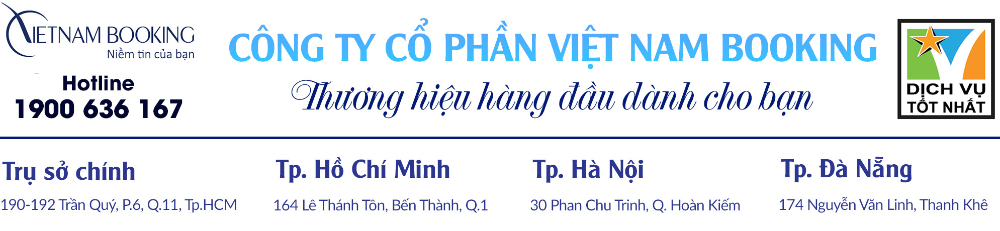 VIETNAM BOOKING
Niềm tin của bạn
Hotline
1900 636 167
CÔNG TY CỔ PHẦN VIỆT NAM BOOKING
Thương hiệu hàng đầu dành cho bạn
DỊCH VỤ
TỐT NHẤT
Trụ sở chính
190-192 Trần Quý, P.6, Q.11, Tp.HCM
Tp. Hồ Chí Minh
164 Lê Thánh Tôn, Bến Thành, Q.1
Tp. Hà Nội
30 Phan Chu Trinh, Q. Hoàn Kiếm
Tp. Đà Nẵng
174 Nguyễn Văn Linh, Thanh Khê